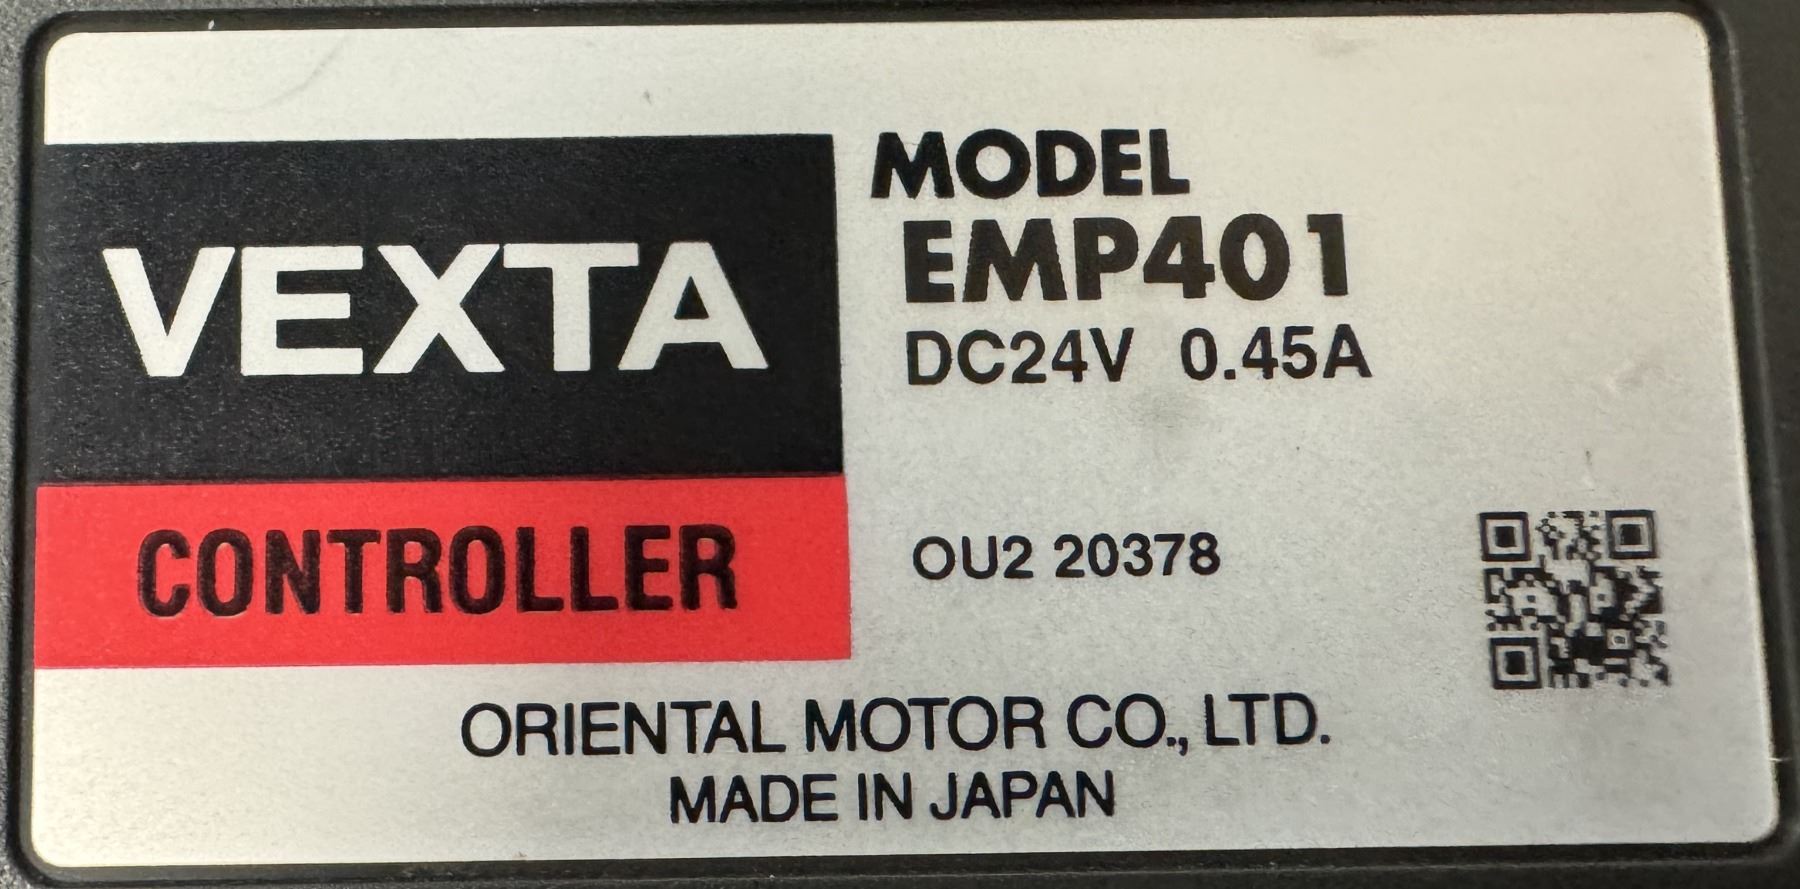 VEXTA
CONTROLLER
MODEL
EMP401
DC24V 0.45A
OU2 20378
ORIENTAL MOTOR CO., LTD.
MADE IN JAPAN